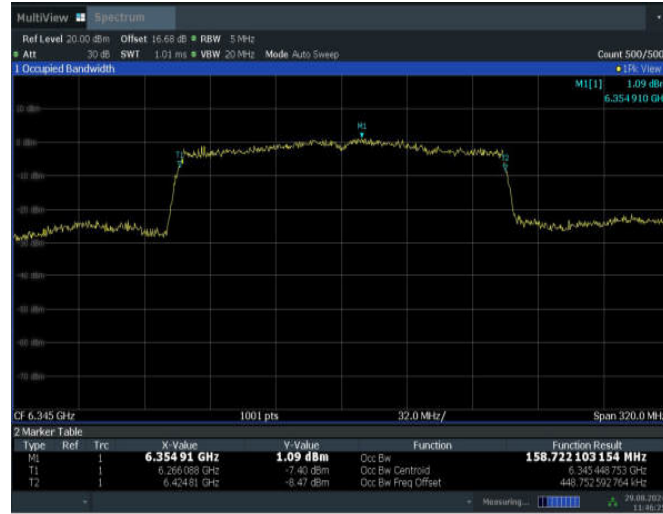 MultiView Spectrum
Ref Level 20.00 dBm Offset 16.68 dB RBW 5 MHz
Att 30 dB SWT 1.01 ms VBW 20 MHz Mode Auto Sweep Count 500/500
1 Occupied Bandwidth 1Pk View
M1[1] 1.09 dBm
6.354 910 GH
10 dBm
M1
0 dBm
T1 T2
-10 dBm
-20 dBm
-30 dBm
-40 dBm
-50 dBm
-60 dBm
-70 dBm
CF 6.345 GHz 1001 pts 32.0 MHz/ Span 320.0 MHz
2 Marker Table
Type Ref Trc X-Value Y-Value Function Function Result
M1 1 6.354 91 GHz 1.09 dBm Occ Bw 158.722 103 154 MHz
T1 1 6.266 088 GHz -7.40 dBm Occ Bw Centroid 6.345 448 753 GHz
T2 1 6.424 81 GHz -8.47 dBm Occ Bw Freq Offset 448.752 592 764 kHz
Measuring... 29.08.202
11:46:2